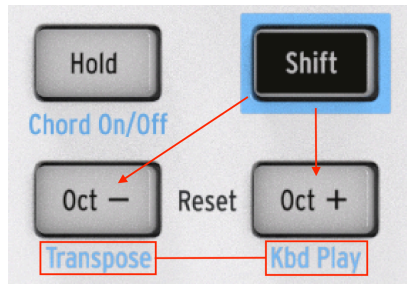 Hold
Shift
Chord On/Off
Oct −
Reset
Oct +
Transpose
Kbd Play